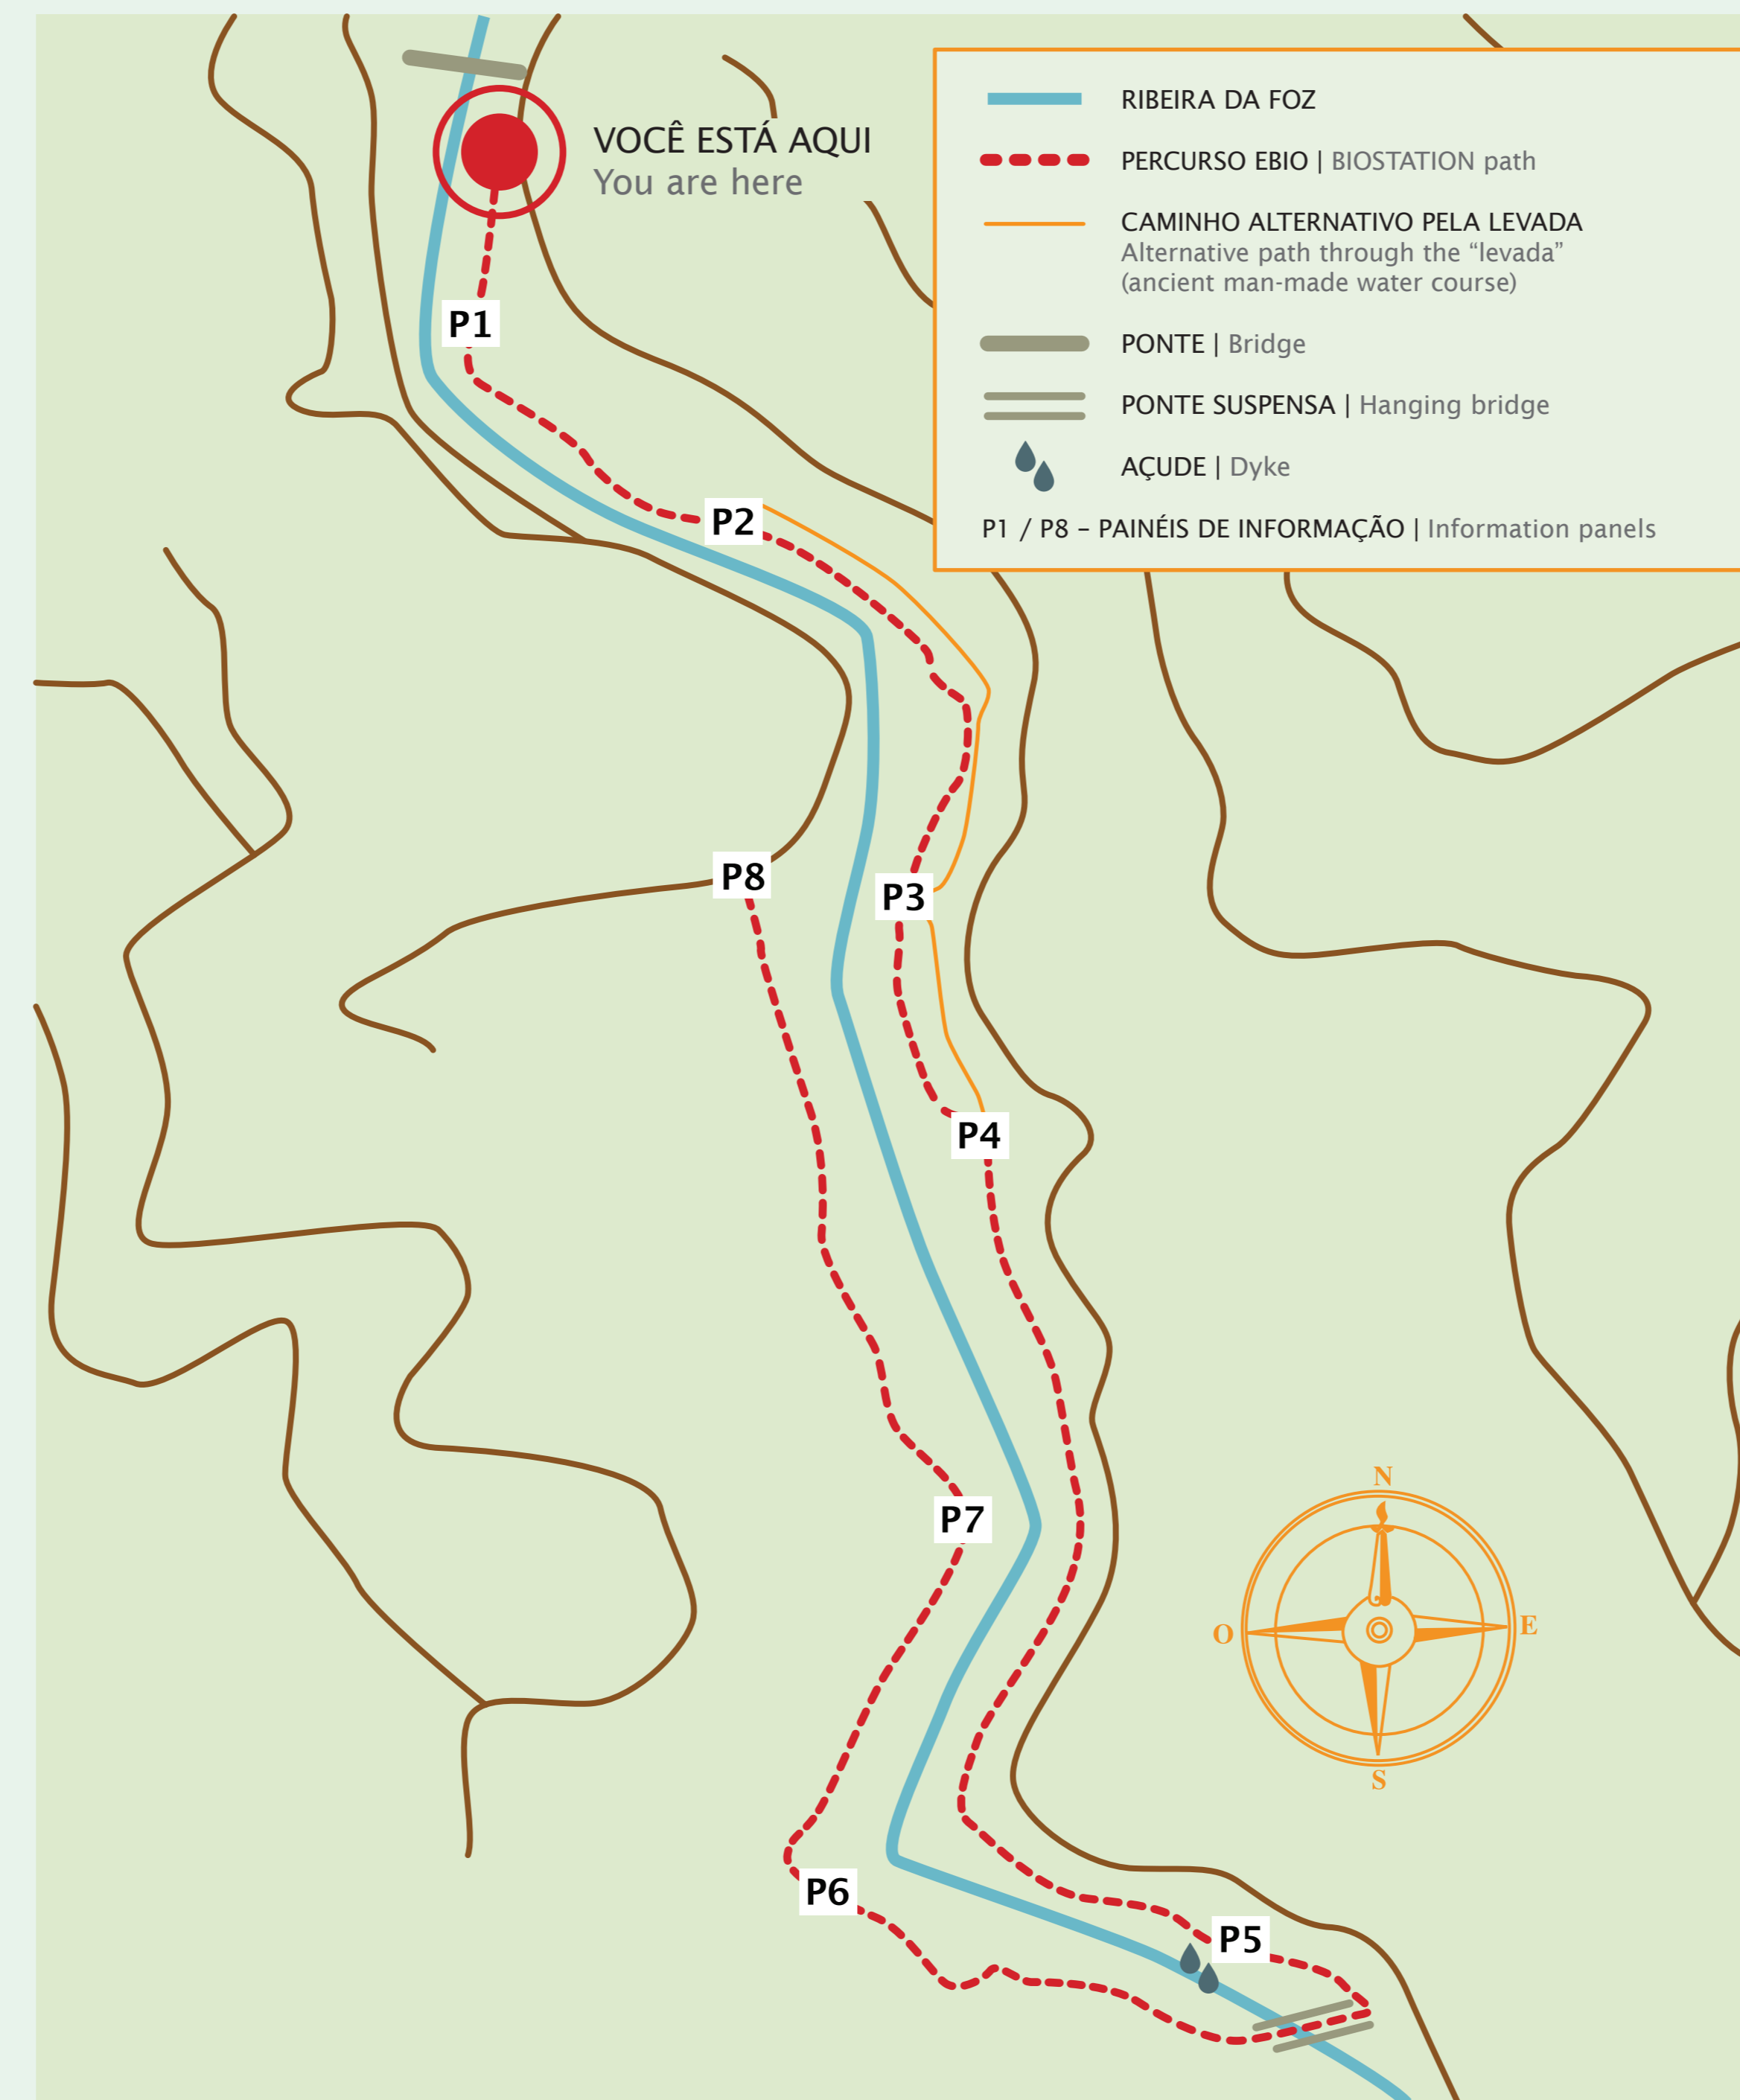 VOCÊ ESTÁ AQUI
You are here
RIBEIRA DA FOZ
PERCURSO EBIO | BIOSTATION path
CAMINHO ALTERNATIVO PELA LEVADA
Alternative path through the “levada”
(ancient man-made water course)
PONTE | Bridge
PONTE SUSPENSA | Hanging bridge
AÇUDE | Dyke
P1 / P8 – PAINÉIS DE INFORMAÇÃO | Information panels
P1
P2
P8
P3
P4
P7
P6
P5
N
O
E
S